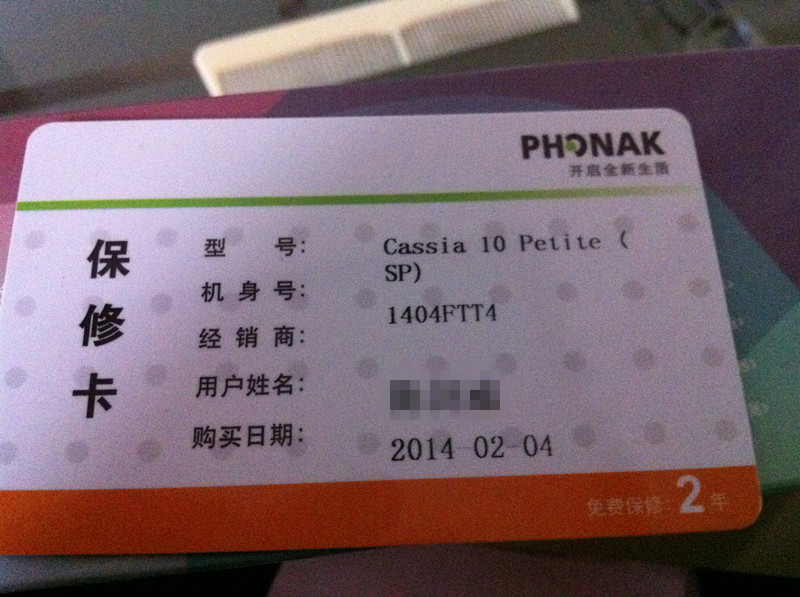 PHONAK
开启全新生活
保修卡
型 号: Cassia 10 Petite (
SP)
机身号: 1404FTT4
经销商:
用户姓名:
购买日期: 2014-02-04
免费保修: 2年